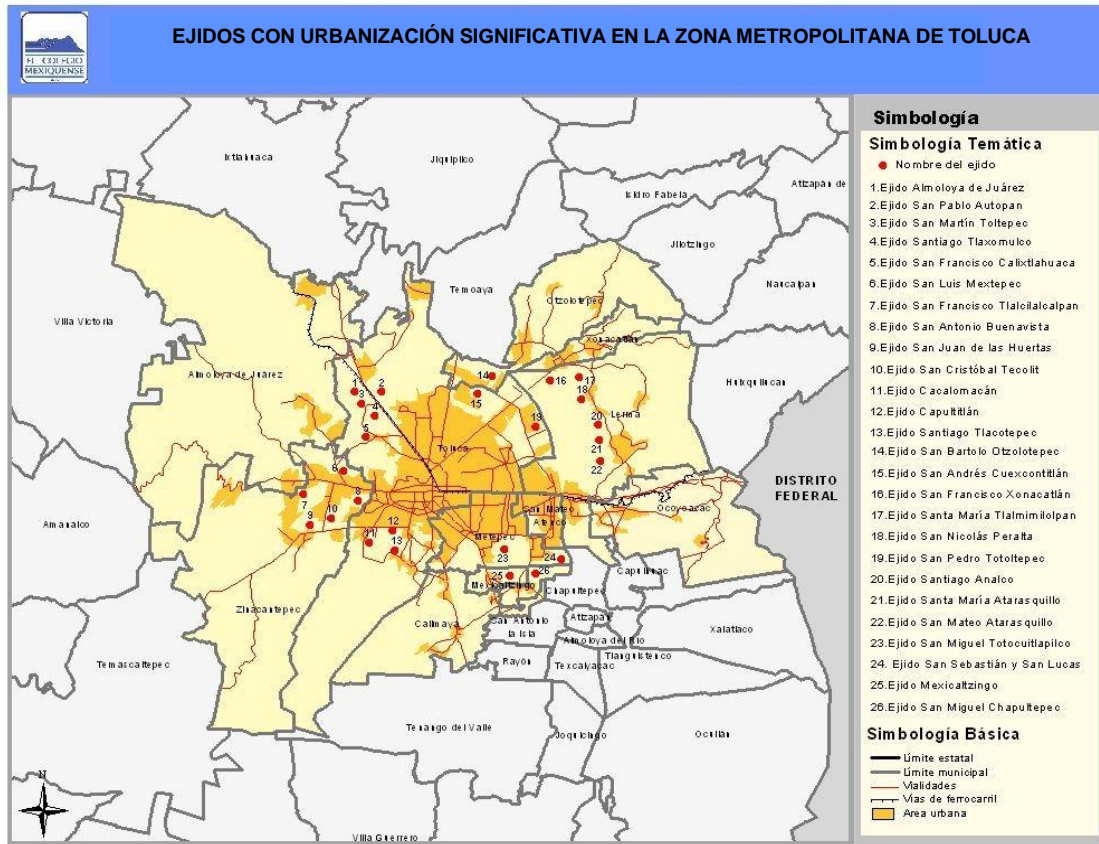 EL COLEGIO
MEXIQUENSE
EJIDOS CON URBANIZACIÓN SIGNIFICATIVA EN LA ZONA METROPOLITANA DE TOLUCA
Ixtlahuaca
Jiquipilco
Isidro Fabela
Atizapán de
Jilotzingo
Naucalpan
Temoaya
Otzolotepec
Villa Victoria
Xonacatlán
Almoloya de Juárez
Huixquilucan
14
16
17
1
2
3
15
18
4
19
20
Lerma
5
Toluca
21
6
22
DISTRITO
FEDERAL
7
8
Ocoyoacac
San Mateo
Atenco
Amanalco
9
10
12
Metepec
11
13
23
24
25
26
Capulhuac
Mexicaltzingo
Chapultepec
Zinacantepec
Calimaya
San Antonio
la Isla
Atizapán
Xalatlaco
Almoloya del Río
Temascaltepec
Rayón
Tianguistenco
Texcalyacac
Tenango del Valle
Joquicingo
Ocuilán
N
Villa Guerrero
Simbología
Simbología Temática
Nombre del ejido
1.Ejido Almoloya de Juárez
2.Ejido San Pablo Autopan
3.Ejido San Martín Toltepec
4.Ejido Santiago Tlaxomulco
5.Ejido San Francisco Calixtlahuaca
6.Ejido San Luis Mextepec
7.Ejido San Francisco Tlalcilalcalpan
8.Ejido San Antonio Buenavista
9.Ejido San Juan de las Huertas
10.Ejido San Cristóbal Tecolit
11.Ejido Cacalomacán
12.Ejido Capultitlán
13.Ejido Santiago Tlacotepec
14.Ejido San Bartolo Otzolotepec
15.Ejido San Andrés Cuexcontitlán
16.Ejido San Francisco Xonacatlán
17.Ejido Santa María Tlalmimilolpan
18.Ejido San Nicolás Peralta
19.Ejido San Pedro Totoltepec
20.Ejido Santiago Analco
21.Ejido Santa María Atarasquillo
22.Ejido San Mateo Atarasquillo
23.Ejido San Miguel Totocuitlapilco
24. Ejido San Sebastián y San Lucas
25.Ejido Mexicaltzingo
26.Ejido San Miguel Chapultepec
Simbología Básica
Límite estatal
Límite municipal
Vialidades
Vías de ferrocarril
Area urbana